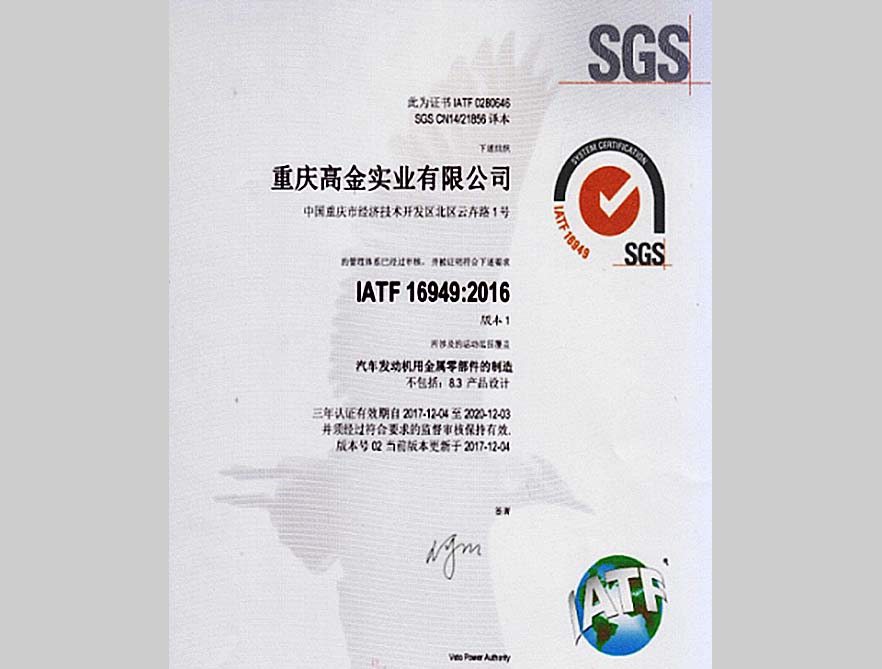 SGS
此为证书 IATF 0280646
SGS CN14/21856 译本
下述组织
重庆高金实业有限公司
中国重庆市经济技术开发区北区云卉路 1 号
SYSTEM CERTIFICATION
IATF 16949
SGS
的管理体系已经过审核，并被证明符合下述要求
IATF 16949:2016
版本 1
所涉及的活动范围覆盖
汽车发动机用金属零部件的制造
不包括：8.3 产品设计
三年认证有效期自 2017-12-04 至 2020-12-03
并须经过符合要求的监督审核保持有效.
版本号 02 当前版本更新于 2017-12-04
签署
IATF
Veto Power Authority